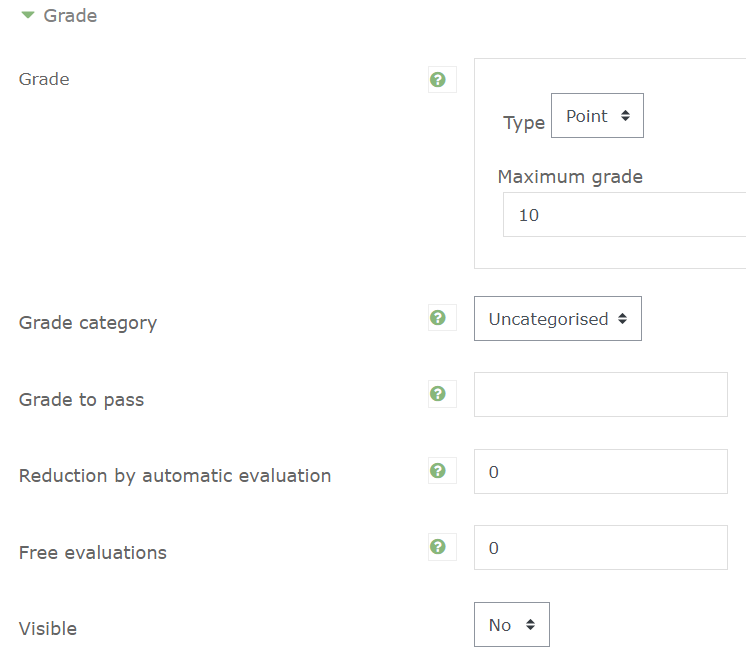 Grade
Grade
Type Point
Maximum grade
10
Grade category Uncategorised
Grade to pass
Reduction by automatic evaluation 0
Free evaluations 0
Visible No